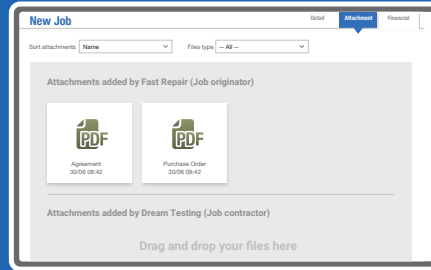 New Job
Detail
Attachment
Financial
Sort attachments
Name
Files type
-- All --
Attachments added by Fast Repair (Job originator)
PDF
PDF
Agreement
30/06 08:42
Purchase Order
30/06 08:42
Attachments added by Dream Testing (Job contractor)
Drag and drop your files here